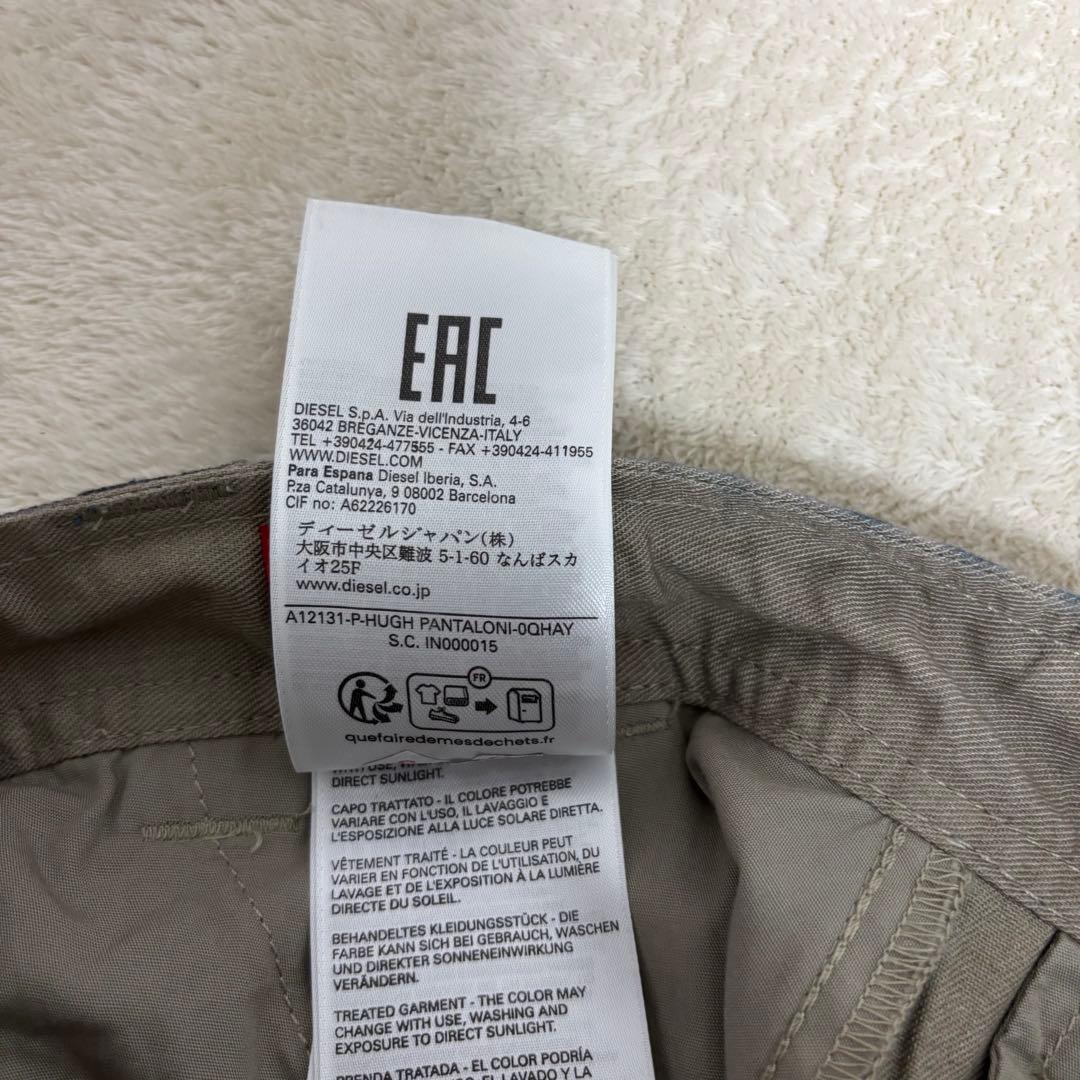 EAC
DIESEL S.p.A. Via dell'Industria, 4-6
36042 BREGANZE-VICENZA-ITALY
TEL +390424-477555 - FAX +390424-411955
WWW.DIESEL.COM
Para Espana Diesel Iberia, S.A.
P.za Catalunya, 9 08002 Barcelona
CIF no: A62226170
ディーゼルジャパン(株)
大阪市中央区難波 5-1-60 なんばスカ
イオ25F
www.diesel.co.jp
A12131-P-HUGH PANTALONI-0QHAY
S.C. IN000015
FR
quefairedemesdechets.fr
WITH USE,
DIRECT SUNLIGHT.
CAPO TRATTATO - IL COLORE POTREBBE
VARIARE CON L'USO, IL LAVAGGIO E
L'ESPOSIZIONE ALLA LUCE SOLARE DIRETTA.
VÊTEMENT TRAITÉ - LA COULEUR PEUT
VARIER EN FONCTION DE L'UTILISATION, DU
LAVAGE ET DE L'EXPOSITION À LA LUMIÈRE
DIRECTE DU SOLEIL.
BEHANDELTES KLEIDUNGSSTÜCK - DIE
FARBE KANN SICH BEI GEBRAUCH, WASCHEN
UND DIREKTER SONNENEINWIRKUNG
VERÄNDERN.
TREATED GARMENT - THE COLOR MAY
CHANGE WITH USE, WASHING AND
EXPOSURE TO DIRECT SUNLIGHT.
PRENDA TRATADA - EL COLOR PODRÍA
EL LAVADO Y LA